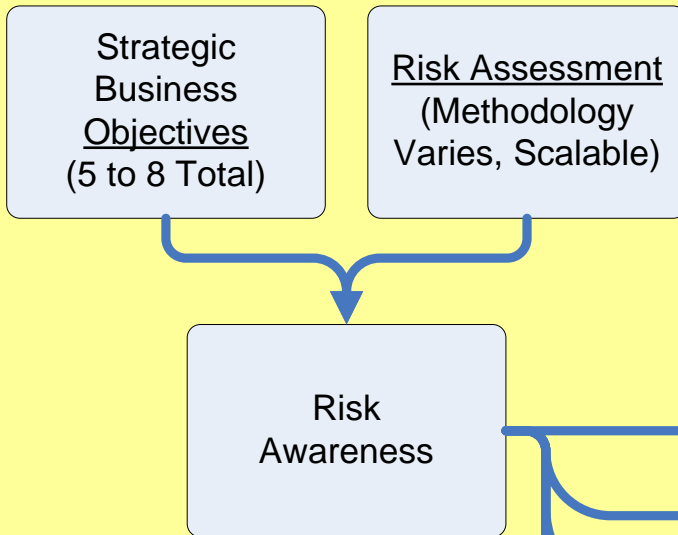 Strategic
Business
Objectives
(5 to 8 Total)
Risk Assessment
(Methodology
Varies, Scalable)
Risk
Awareness